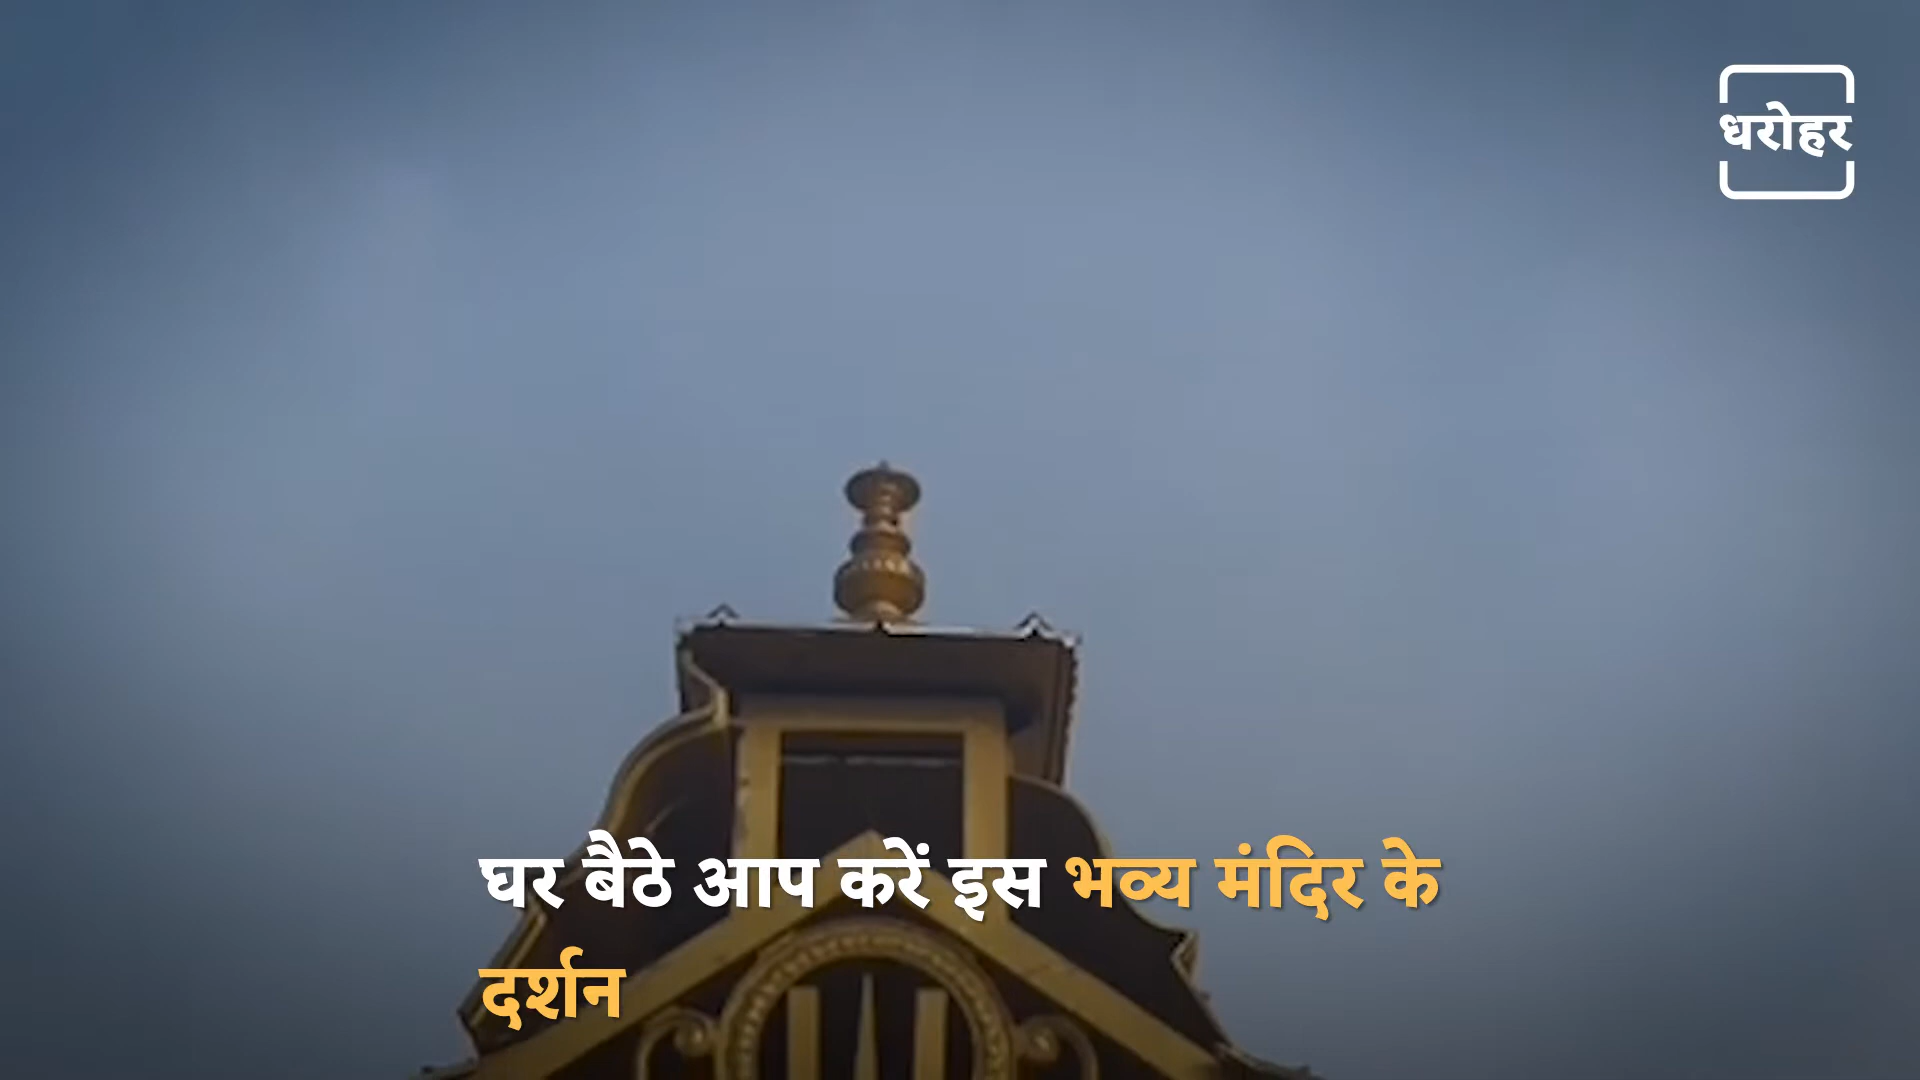 धरोहर
घर बैठे आप करें इस भव्य मंदिर के
दर्शन